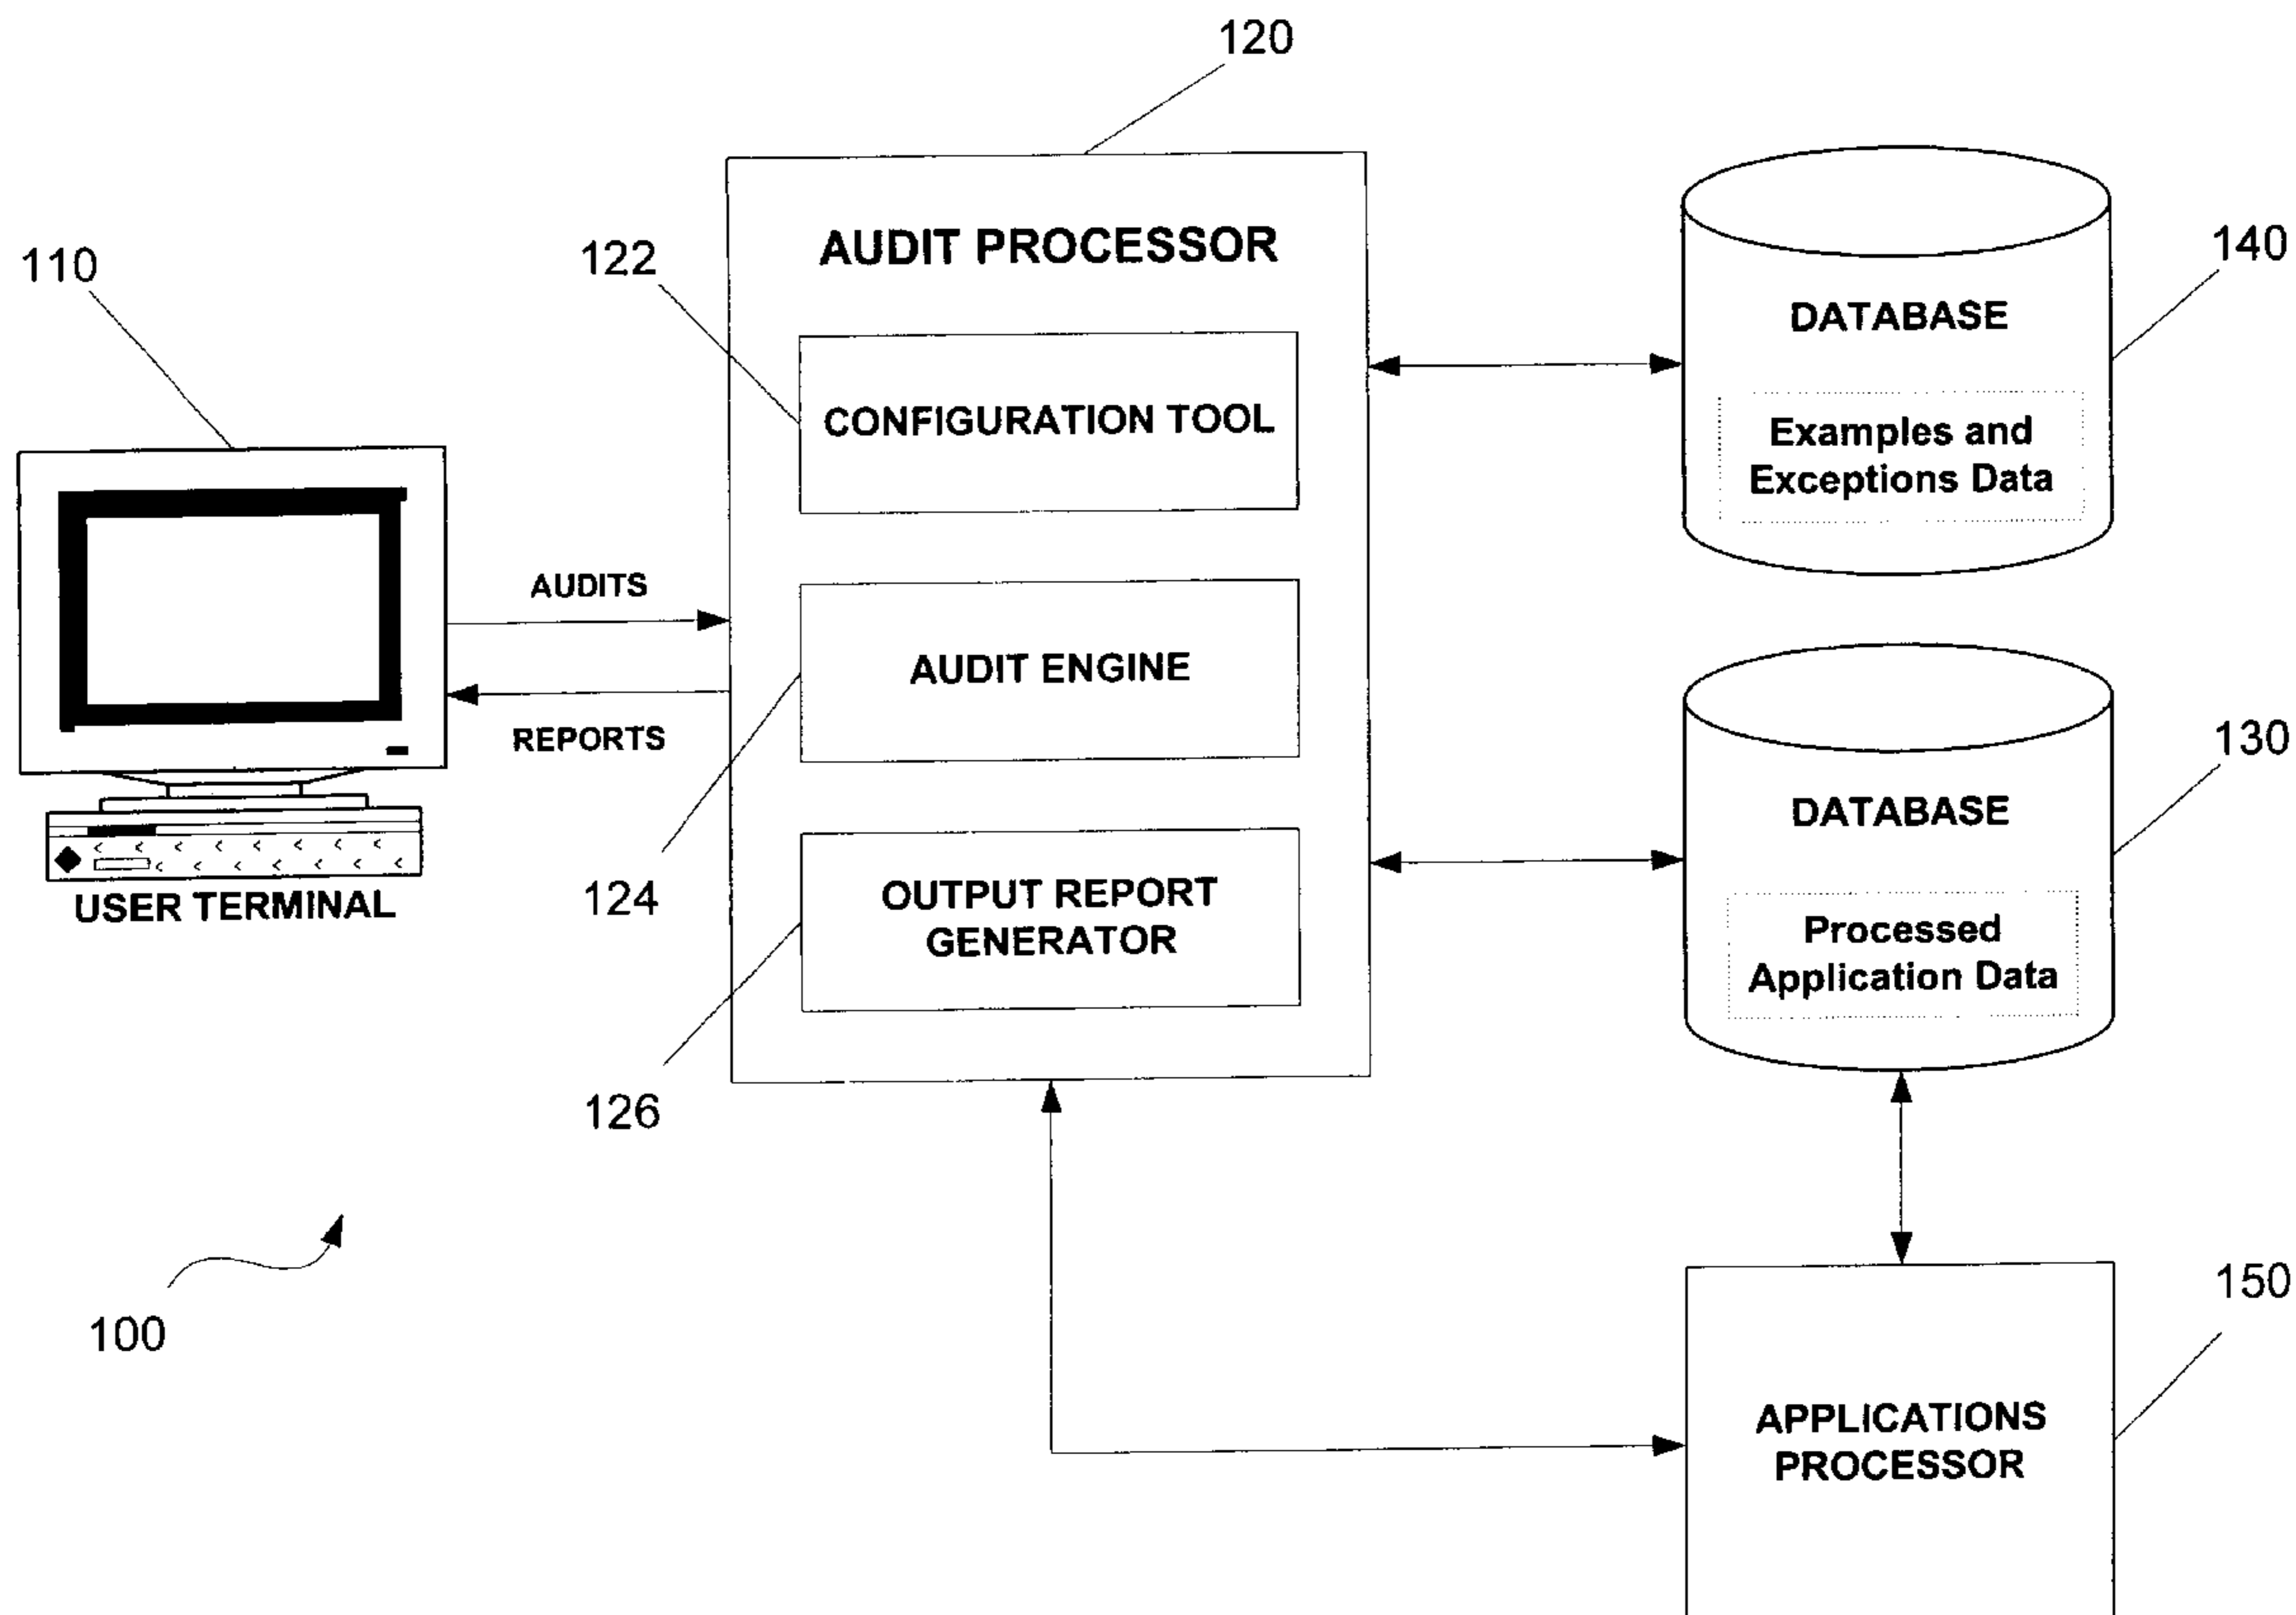 120
AUDIT PROCESSOR
122
110
140
DATABASE
CONFIGURATION TOOL
Examples and
Exceptions Data
AUDITS
AUDIT ENGINE
REPORTS
130
DATABASE
124
OUTPUT REPORT
GENERATOR
USER TERMINAL
Processed
Application Data
126
100
150
APPLICATIONS
PROCESSOR